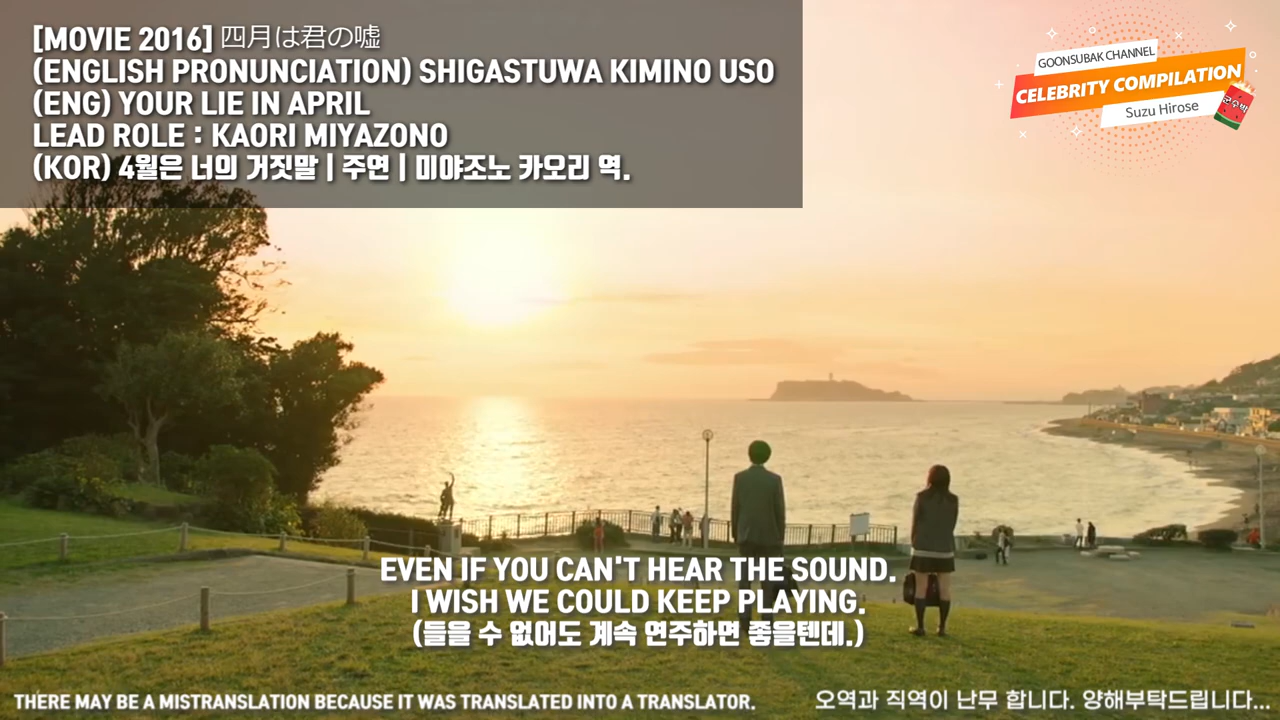 [MOVIE 2016] 四月は君の嘘
(ENGLISH PRONUNCIATION) SHIGASTUWA KIMINO USO
(ENG) YOUR LIE IN APRIL
LEAD ROLE : KAORI MIYAZONO
(KOR) 4월은 너의 거짓말 | 주연 | 미야조노 카오리 역.
GOONSUBAK CHANNEL
CELEBRITY COMPILATION
Suzu Hirose
군수박
EVEN IF YOU CAN'T HEAR THE SOUND.
I WISH WE COULD KEEP PLAYING.
(들을 수 없어도 계속 연주하면 좋을텐데.)
THERE MAY BE A MISTRANSLATION BECAUSE IT WAS TRANSLATED INTO A TRANSLATOR.
오역과 직역이 난무 합니다. 양해부탁드립니다...